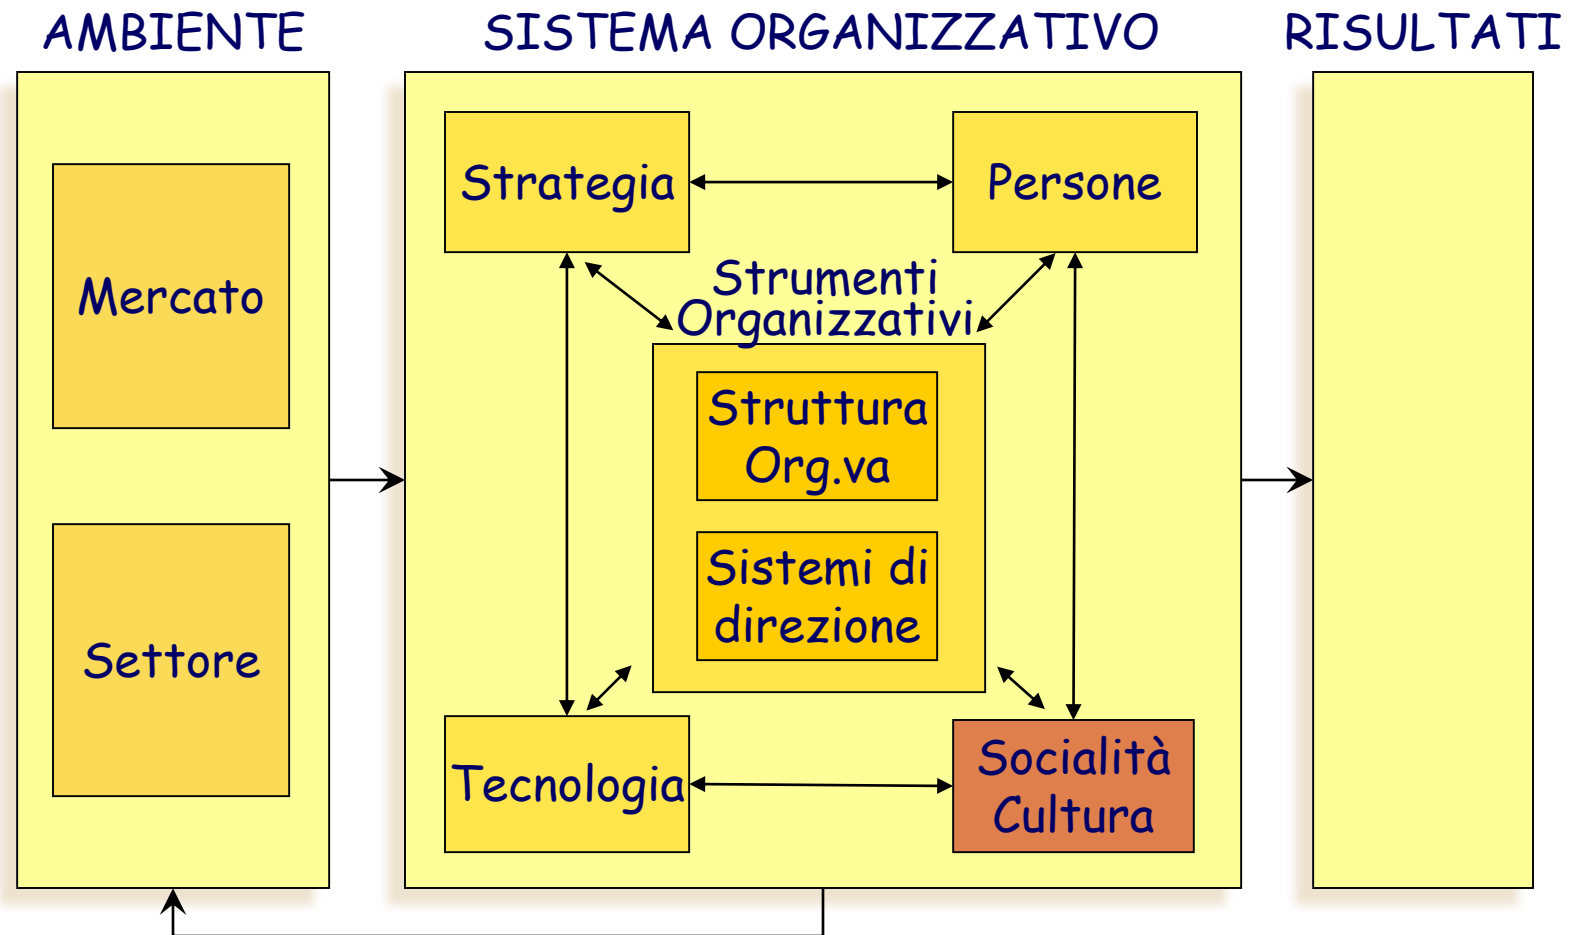 AMBIENTE
SISTEMA ORGANIZZATIVO
RISULTATI
Mercato
Settore
Strategia
Persone
Strumenti
Organizzativi
Struttura
Org.va
Sistemi di
direzione
Tecnologia
Socialità
Cultura